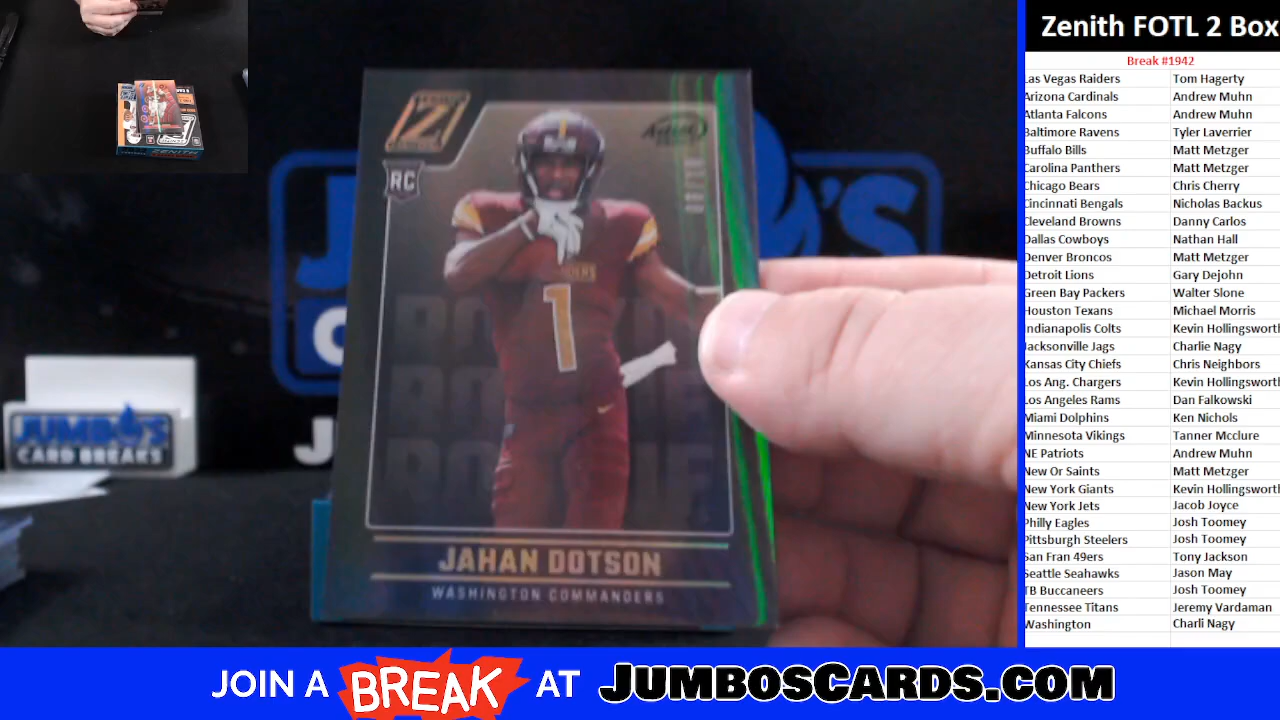 Zenith FOTL 2 Box
Break #1942
Las Vegas Raiders Tom Hagerty
Arizona Cardinals Andrew Muhn
Atlanta Falcons Andrew Muhn
Baltimore Ravens Tyler Laverrier
Buffalo Bills Matt Metzger
Carolina Panthers Matt Metzger
Chicago Bears Chris Cherry
Cincinnati Bengals Nicholas Backus
Cleveland Browns Danny Carlos
Dallas Cowboys Nathan Hall
Denver Broncos Matt Metzger
Detroit Lions Gary Dejohn
Green Bay Packers Walter Slone
Houston Texans Michael Morris
Indianapolis Colts Kevin Hollingsworth
Jacksonville Jags Charlie Nagy
Kansas City Chiefs Chris Neighbors
Los Ang. Chargers Kevin Hollingsworth
Los Angeles Rams Dan Falkowski
Miami Dolphins Ken Nichols
Minnesota Vikings Tanner Mcclure
NE Patriots Andrew Muhn
New Or Saints Matt Metzger
New York Giants Kevin Hollingsworth
New York Jets Jacob Joyce
Philly Eagles Josh Toomey
Pittsburgh Steelers Josh Toomey
San Fran 49ers Tony Jackson
Seattle Seahawks Jason May
TB Buccaneers Josh Toomey
Tennessee Titans Jeremy Vardaman
Washington Charli Nagy
Z
RC
1
ROOKIE
ROOKIE
ROOKIE
JAHAN DOTSON
WASHINGTON COMMANDERS
JUMBO'S
CARD BREAKS
JOIN A BREAK AT JUMBOSCARDS.COM